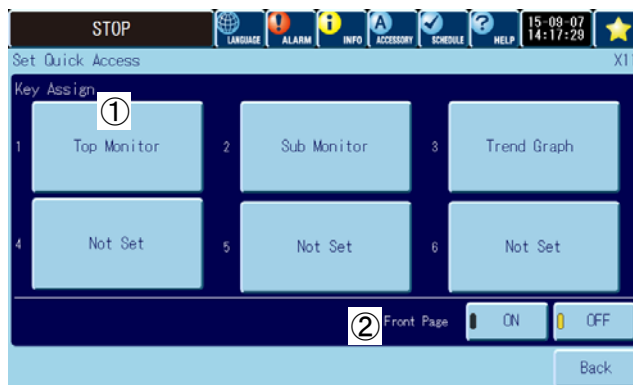 STOP LANGUAGE ALARM INFO ACCESSORY SCHEDULE HELP 15-09-07
14:17:29
Set Quick Access X11
Key Assign
①
1 Top Monitor 2 Sub Monitor 3 Trend Graph
4 Not Set 5 Not Set 6 Not Set
② Front Page ON OFF
Back